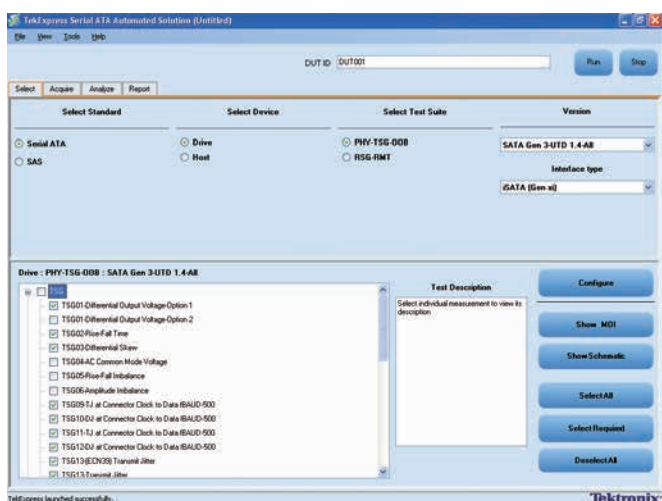 TekExpress Serial ATA Automated Solution (Untitled)
File View Tools Help
DUT ID DUT001 Run Stop
Select Acquire Analyze Report
Select Standard Select Device Select Test Suite Version
Serial ATA Drive PHY-TSG-OOB SATA Gen 3-UTD 1.4-All
SAS Host RSG-RMT
Interface type
iSATA (Gen xi)
Drive : PHY-TSG-OOB : SATA Gen 3-UTD 1.4-All
Test Description
Configure
TSG
Select individual measurement to view its
description
TSG01-Differential Output Voltage-Option 1
TSG01-Differential Output Voltage-Option 2
TSG02-Rise-Fall Time
Show MOI
TSG03-Differential Skew
TSG04-AC Common Mode Voltage
Show Schematic
TSG05-Rise-Fall Imbalance
TSG06-Amplitude Imbalance
Select All
TSG09-TJ at Connector Clock to Data fBAUD-500
TSG10-DJ at Connector Clock to Data fBAUD-500
TSG11-TJ at Connector Clock to Data fBAUD-500
Select Required
TSG12-DJ at Connector Clock to Data fBAUD-500
TSG13(ECN39) Transmit Jitter
Deselect All
TSG13-Transmit Jitter
TekExpress launched successfully.
Tektronix